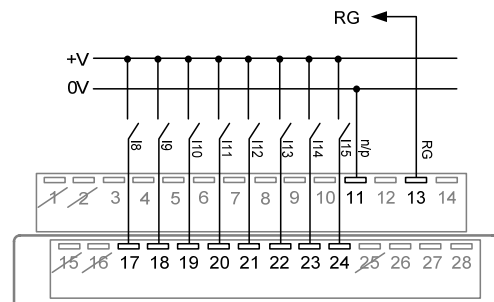 RG
+V
0V
I8 I9 I10 I11 I12 I13 I14 I15 n/p RG
1 2 3 4 5 6 7 8 9 10 11 12 13 14
15 16 17 18 19 20 21 22 23 24 25 26 27 28